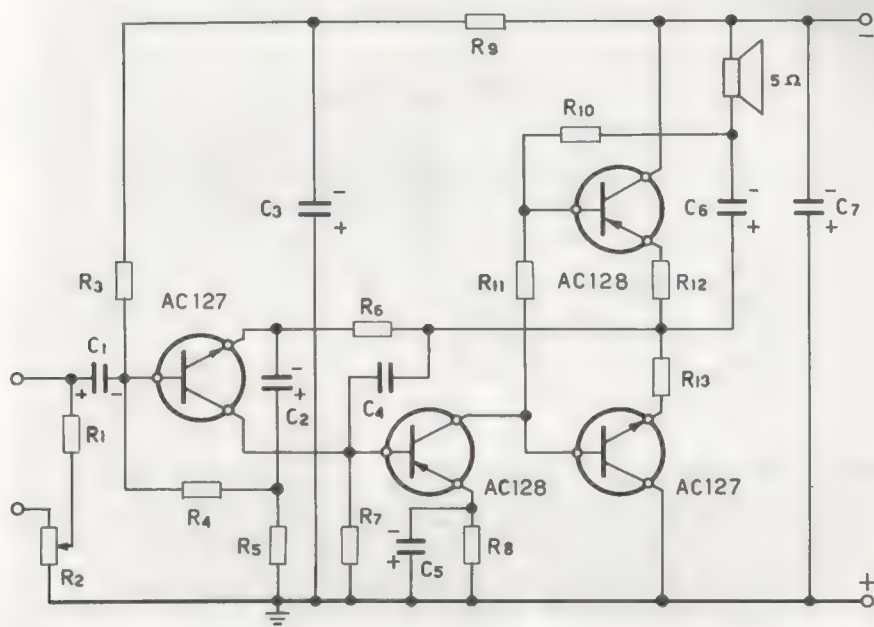 R9
−
5Ω
R10
C3
−
+
C6
−
+
−
+
C7
R3
AC127
R11
AC128
R12
R6
C1
+
−
−
+
C2
C4
R13
R1
R4
AC128
AC127
R2
R5
R7
−
+
C5
R8
+